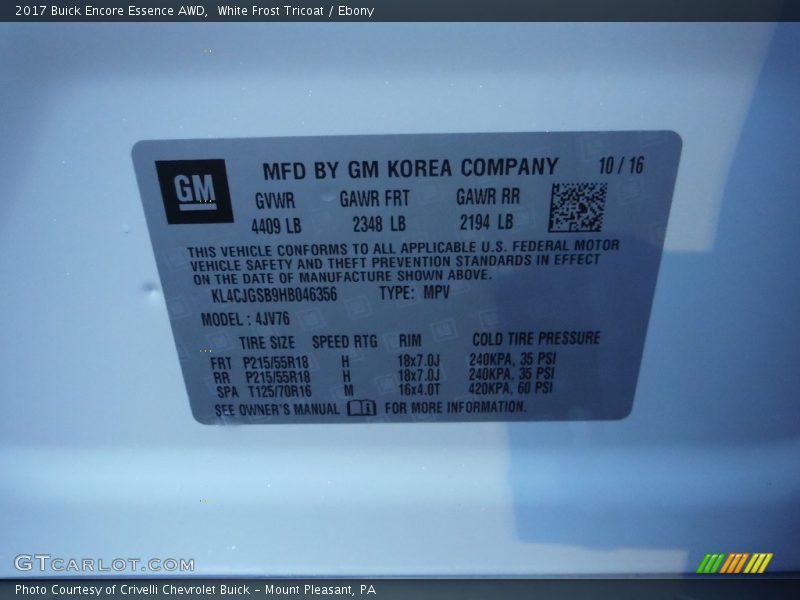 2017 Buick Encore Essence AWD, White Frost Tricoat / Ebony
GM
MFD BY GM KOREA COMPANY 10 / 16
GVWR GAWR FRT GAWR RR
4409 LB 2348 LB 2194 LB
THIS VEHICLE CONFORMS TO ALL APPLICABLE U.S. FEDERAL MOTOR
VEHICLE SAFETY AND THEFT PREVENTION STANDARDS IN EFFECT
ON THE DATE OF MANUFACTURE SHOWN ABOVE.
KL4CJGSB9HB046356 TYPE: MPV
MODEL : 4JV76
TIRE SIZE SPEED RTG RIM COLD TIRE PRESSURE
FRT P215/55R18 H 18x7.0J 240KPA, 35 PSI
RR P215/55R18 H 18x7.0J 240KPA, 35 PSI
SPA T125/70R16 M 16x4.0T 420KPA, 60 PSI
SEE OWNER'S MANUAL FOR MORE INFORMATION.
GTCARLOT.COM
Photo Courtesy of Crivelli Chevrolet Buick – Mount Pleasant, PA